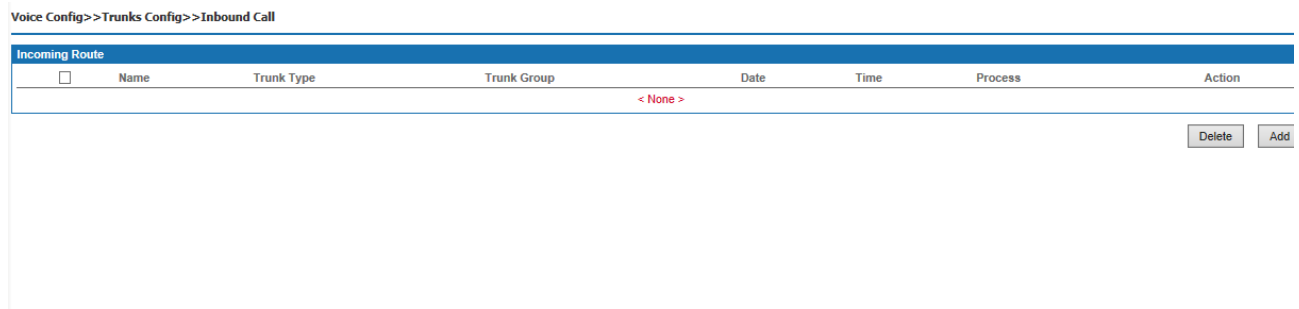 Voice Config>>Trunks Config>>Inbound Call
Incoming Route
Name Trunk Type Trunk Group Date Time Process Action
< None >
Delete Add